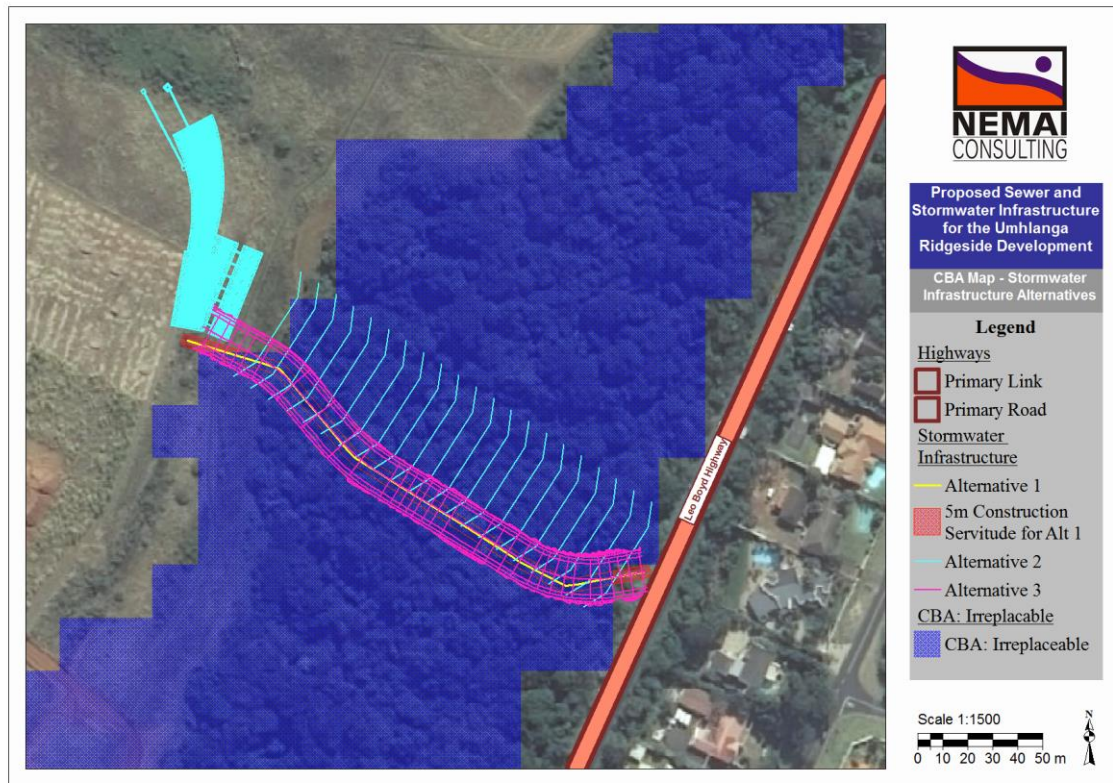 NEMAI
CONSULTING
Proposed Sewer and
Stormwater Infrastructure
for the Umhlanga
Ridgeside Development
CBA Map - Stormwater
Infrastructure Alternatives
Legend
Highways
Primary Link
Primary Road
Stormwater
Infrastructure
Alternative 1
5m Construction
Servitude for Alt 1
Alternative 2
Alternative 3
CBA: Irreplacable
CBA: Irreplaceable
Scale 1:1500
0 10 20 30 40 50 m
N
Leo Boyd Highway